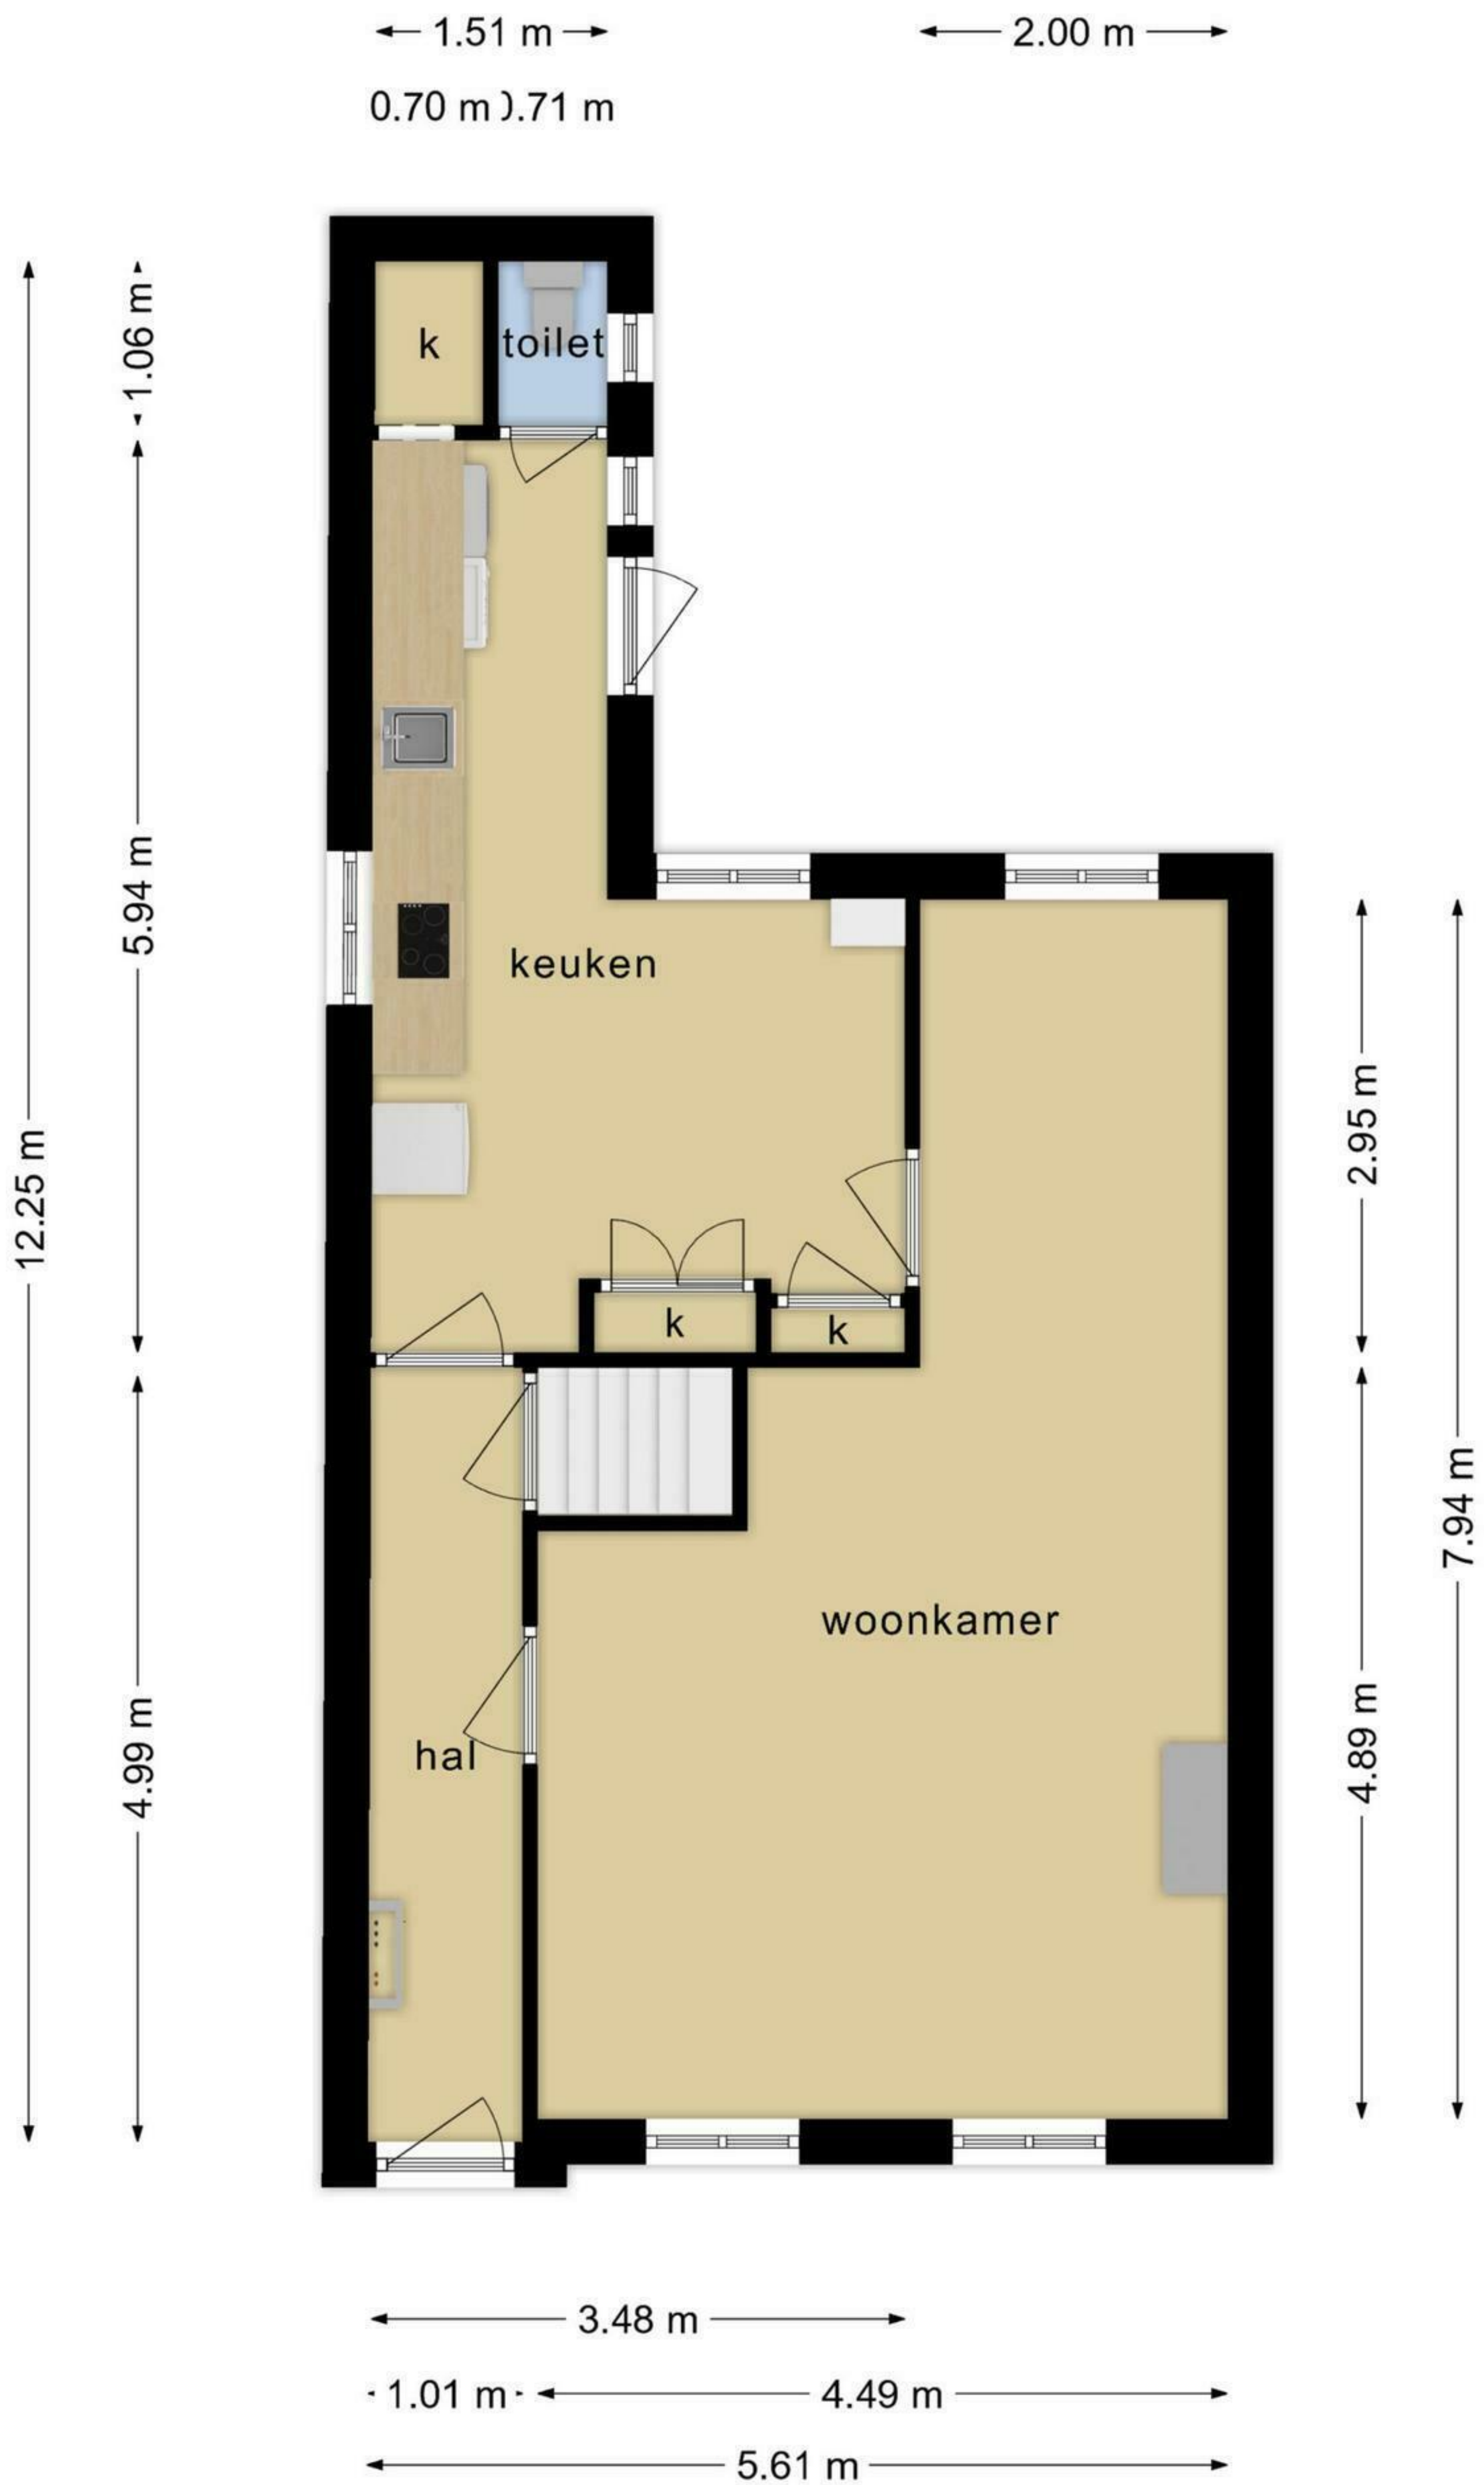 1.51 m
2.00 m
0.70 m
0.71 m
1.06 m
k
toilet
5.94 m
keuken
12.25 m
2.95 m
k
k
7.94 m
woonkamer
4.99 m
4.89 m
hal
3.48 m
1.01 m
4.49 m
5.61 m